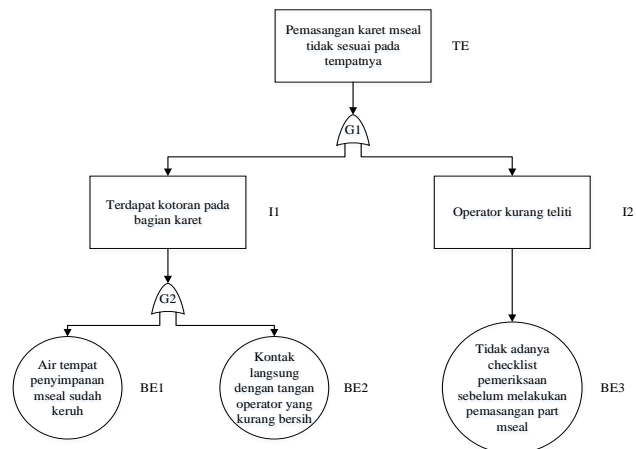 Pemasangan karet mseal
tidak sesuai pada
tempatnya
TE
G1
Terdapat kotoran pada
bagian karet
I1
Operator kurang teliti
I2
G2
Air tempat
penyimpanan
mseal sudah
keruh
BE1
Kontak
langsung
dengan tangan
operator yang
kurang bersih
BE2
Tidak adanya
checklist
pemeriksaan
sebelum melakukan
pemasangan part
mseal
BE3